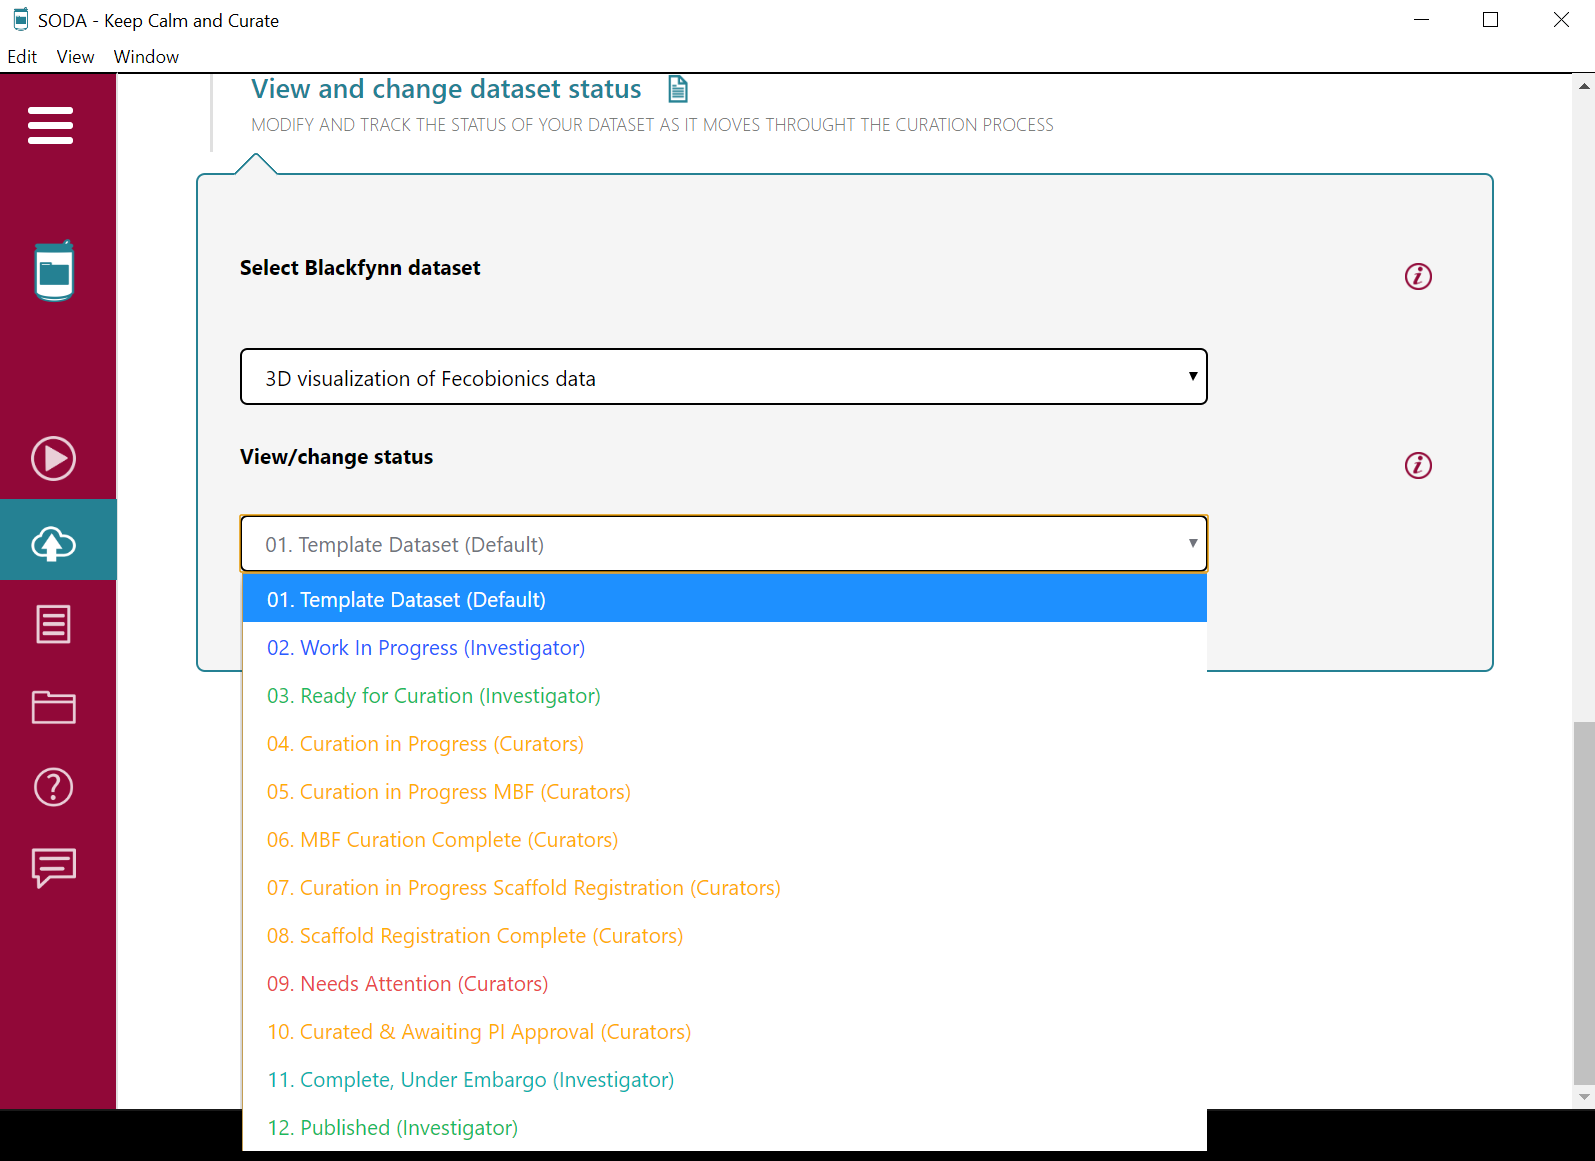 SODA - Keep Calm and Curate
Edit View Window
View and change dataset status
MODIFY AND TRACK THE STATUS OF YOUR DATASET AS IT MOVES THROUGHT THE CURATION PROCESS
Select Blackfynn dataset
3D visualization of Fecobionics data
View/change status
01. Template Dataset (Default)
01. Template Dataset (Default)
02. Work In Progress (Investigator)
03. Ready for Curation (Investigator)
04. Curation in Progress (Curators)
05. Curation in Progress MBF (Curators)
06. MBF Curation Complete (Curators)
07. Curation in Progress Scaffold Registration (Curators)
08. Scaffold Registration Complete (Curators)
09. Needs Attention (Curators)
10. Curated & Awaiting PI Approval (Curators)
11. Complete, Under Embargo (Investigator)
12. Published (Investigator)